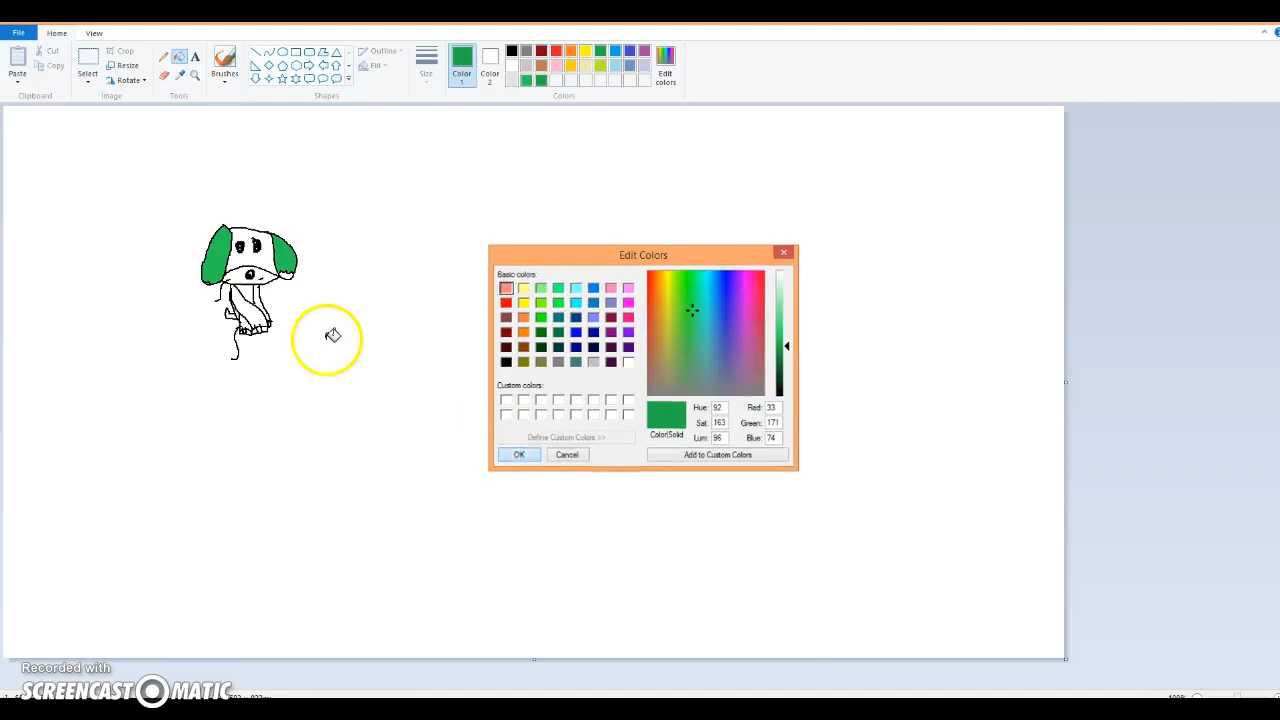 File Home View
Paste
Cut
Copy
Clipboard
Select
Crop
Resize
Rotate
Image
A
Tools
Brushes
Shapes
Outline
Fill
Size
Color 1
Color 2
Edit colors
Colors
Edit Colors
Basic colors:
Custom colors:
Define Custom Colors >>
OK Cancel
Color|Solid
Hue: 92 Red: 33
Sat: 163 Green: 171
Lum: 96 Blue: 74
Add to Custom Colors
Recorded with
SCREENCAST MATIC
100%